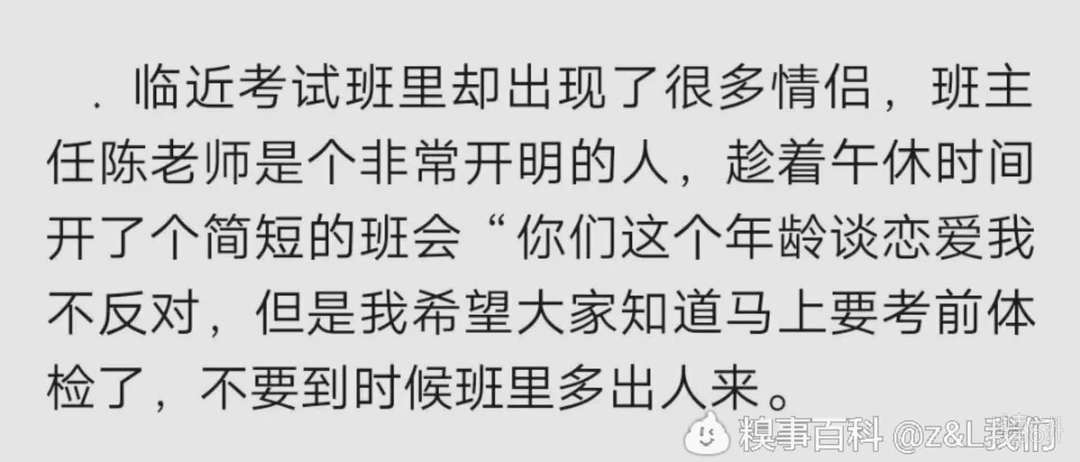 ．临近考试班里却出现了很多情侣，班主
任陈老师是个非常开明的人，趁着午休时间
开了个简短的班会“你们这个年龄谈恋爱我
不反对，但是我希望大家知道马上要考前体
检了，不要到时候班里多出人来。
糗事百科 @z&L我们